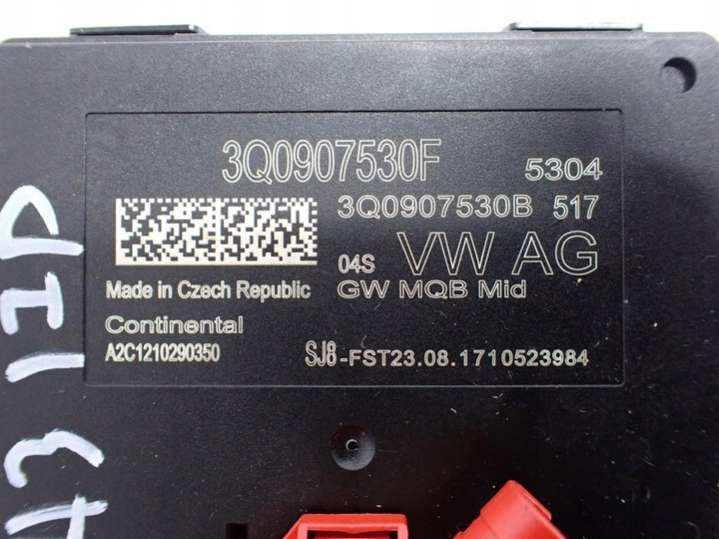 3Q0907530F 5304
3Q0907530B 517
04S VW AG
Made in Czech Republic GW MQB Mid
Continental
A2C1210290350 SJ8-FST23.08.1710523984